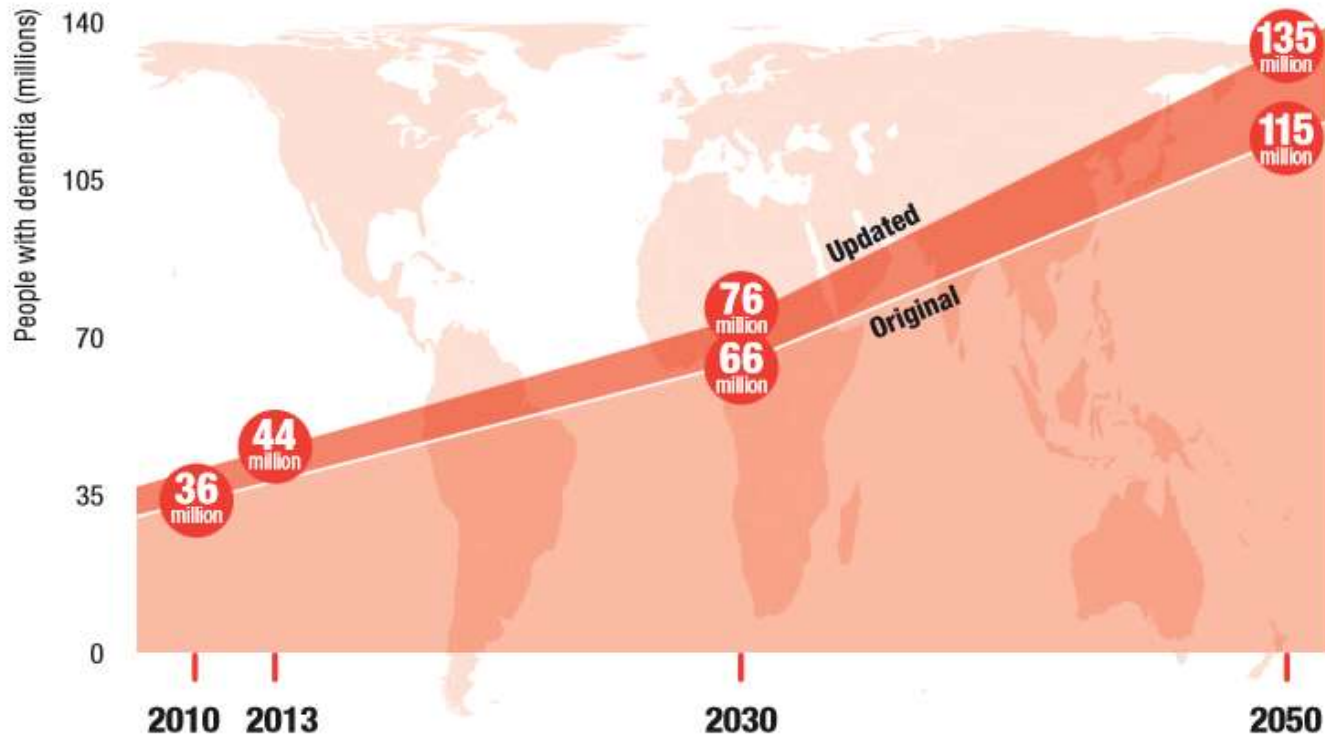 People with dementia (millions)
140
105
70
35
0
135
million
115
million
Updated
Original
76
million
66
million
44
million
36
million
2010 2013 2030 2050